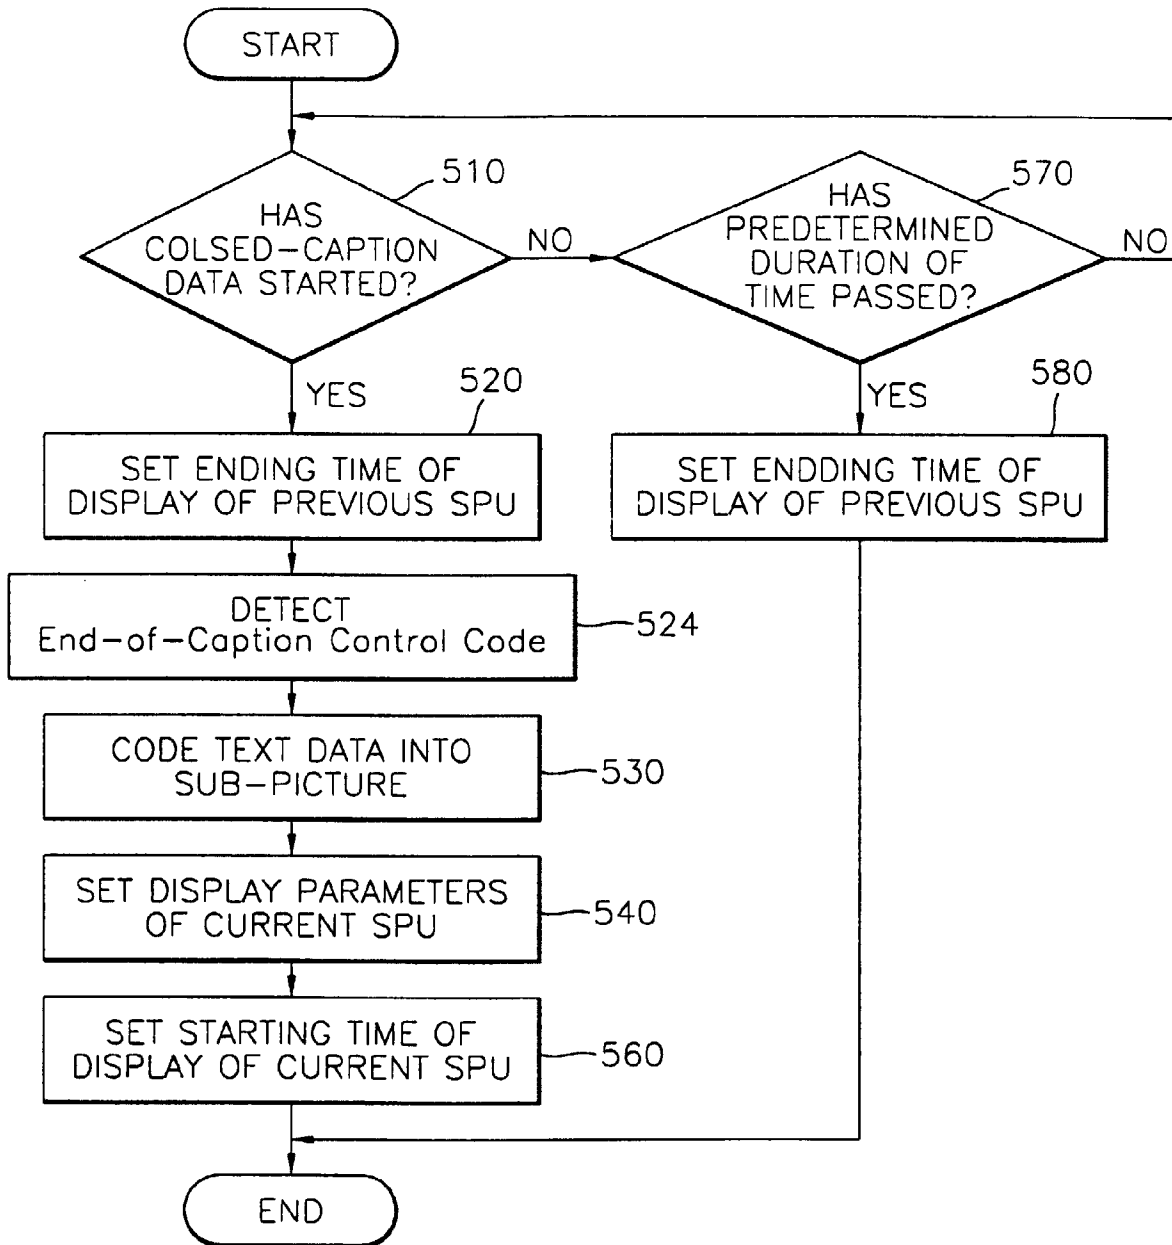 START
510
HAS
COLSED-CAPTION
DATA STARTED?
NO
YES
570
HAS
PREDETERMINED
DURATION OF
TIME PASSED?
NO
YES
520
SET ENDING TIME OF
DISPLAY OF PREVIOUS SPU
580
SET ENDDING TIME OF
DISPLAY OF PREVIOUS SPU
DETECT
End-of-Caption Control Code
524
CODE TEXT DATA INTO
SUB-PICTURE
530
SET DISPLAY PARAMETERS
OF CURRENT SPU
540
SET STARTING TIME OF
DISPLAY OF CURRENT SPU
560
END